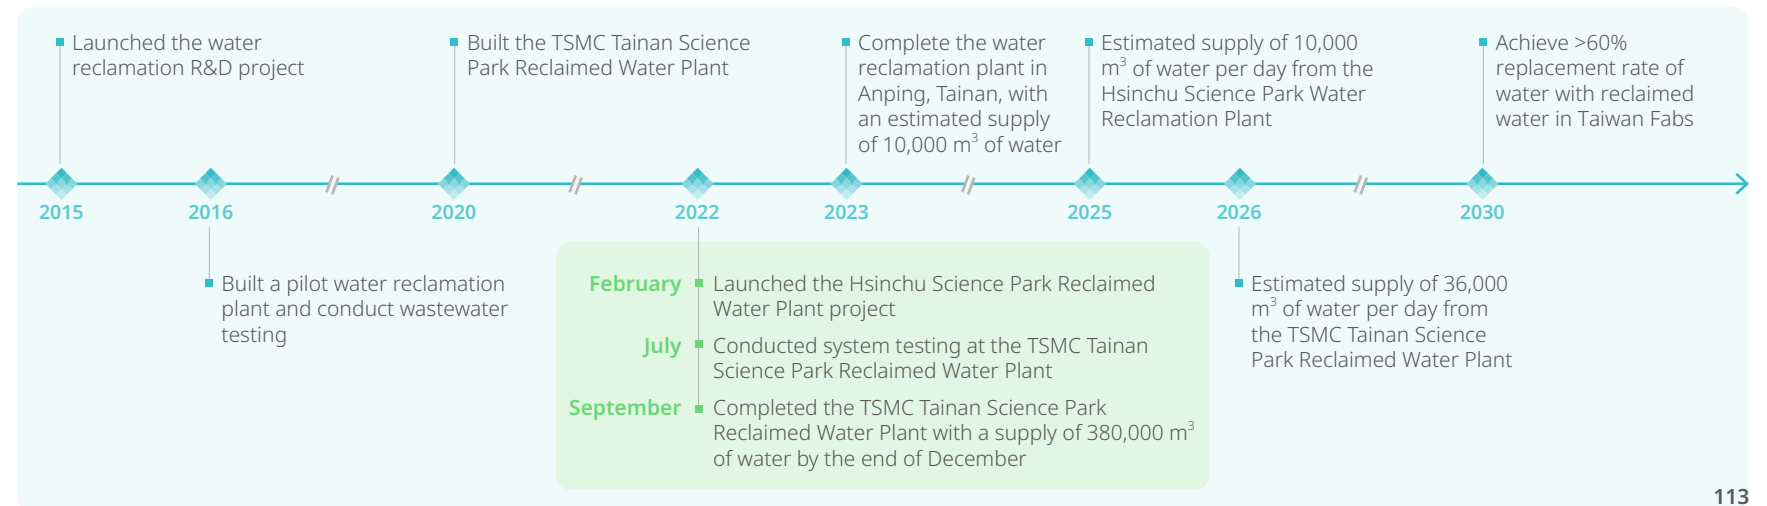 Launched the water
reclamation R&D project
Built the TSMC Tainan Science
Park Reclaimed Water Plant
Complete the water
reclamation plant in
Anping, Tainan, with
an estimated supply
of 10,000 m³ of water
Estimated supply of 10,000
m³ of water per day from the
Hsinchu Science Park Water
Reclamation Plant
Achieve >60%
replacement rate of
water with reclaimed
water in Taiwan Fabs
2015
2016
2020
2022
2023
2025
2026
2030
Built a pilot water reclamation
plant and conduct wastewater
testing
February
Launched the Hsinchu Science Park Reclaimed
Water Plant project
July
Conducted system testing at the TSMC Tainan
Science Park Reclaimed Water Plant
September
Completed the TSMC Tainan Science Park
Reclaimed Water Plant with a supply of 380,000 m³
of water by the end of December
Estimated supply of 36,000
m³ of water per day from
the TSMC Tainan Science
Park Reclaimed Water Plant
113